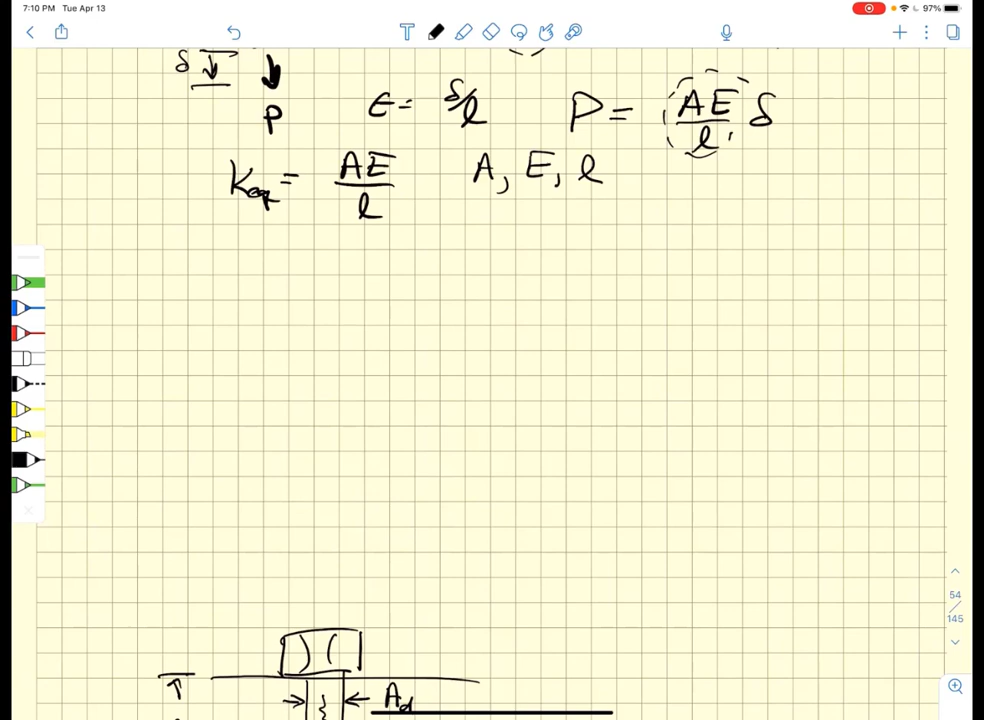 7:10 PM Tue Apr 13
97%
T
δ
P
ε = δ/l
P = AE/l δ
Keq = AE/l
A, E, l
54
145
Ad